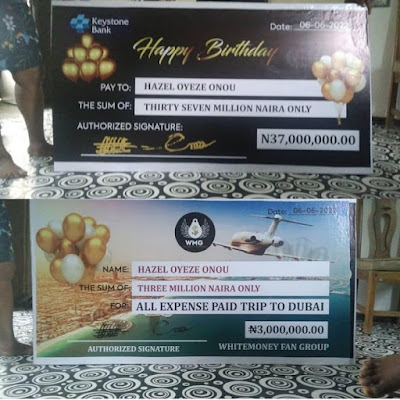 Keystone
Bank
Date: 06-06-2022
Happy Birthday
PAY TO: HAZEL OYEZE ONOU
THE SUM OF: THIRTY SEVEN MILLION NAIRA ONLY
AUTHORIZED SIGNATURE:
N37,000,000.00
Date: 06-06-2022
WMG
NAME: HAZEL OYEZE ONOU
THE SUM OF: THREE MILLION NAIRA ONLY
FOR: ALL EXPENSE PAID TRIP TO DUBAI
₦3,000,000.00
AUTHORIZED SIGNATURE WHITEMONEY FAN GROUP